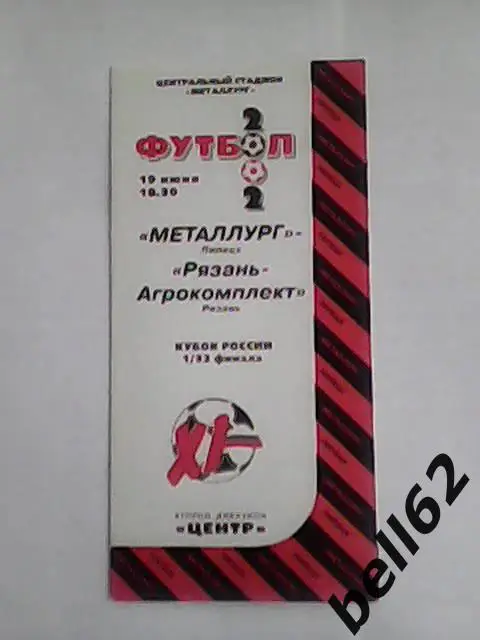 ЦЕНТРАЛЬНЫЙ СТАДИОН
«МЕТАЛЛУРГ»
ФУТБОЛ
2002
19 июня
18.30
«МЕТАЛЛУРГ»-
Липецк
«Рязань-
Агрокомплект»
Рязань
КУБОК РОССИИ
1/32 финала
XI
ВТОРОЙ ДИВИЗИОН
«ЦЕНТР»
bell62